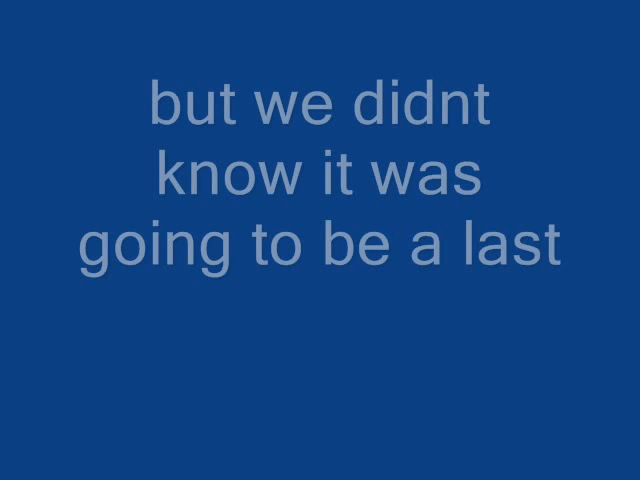 but we didnt
know it was
going to be a last